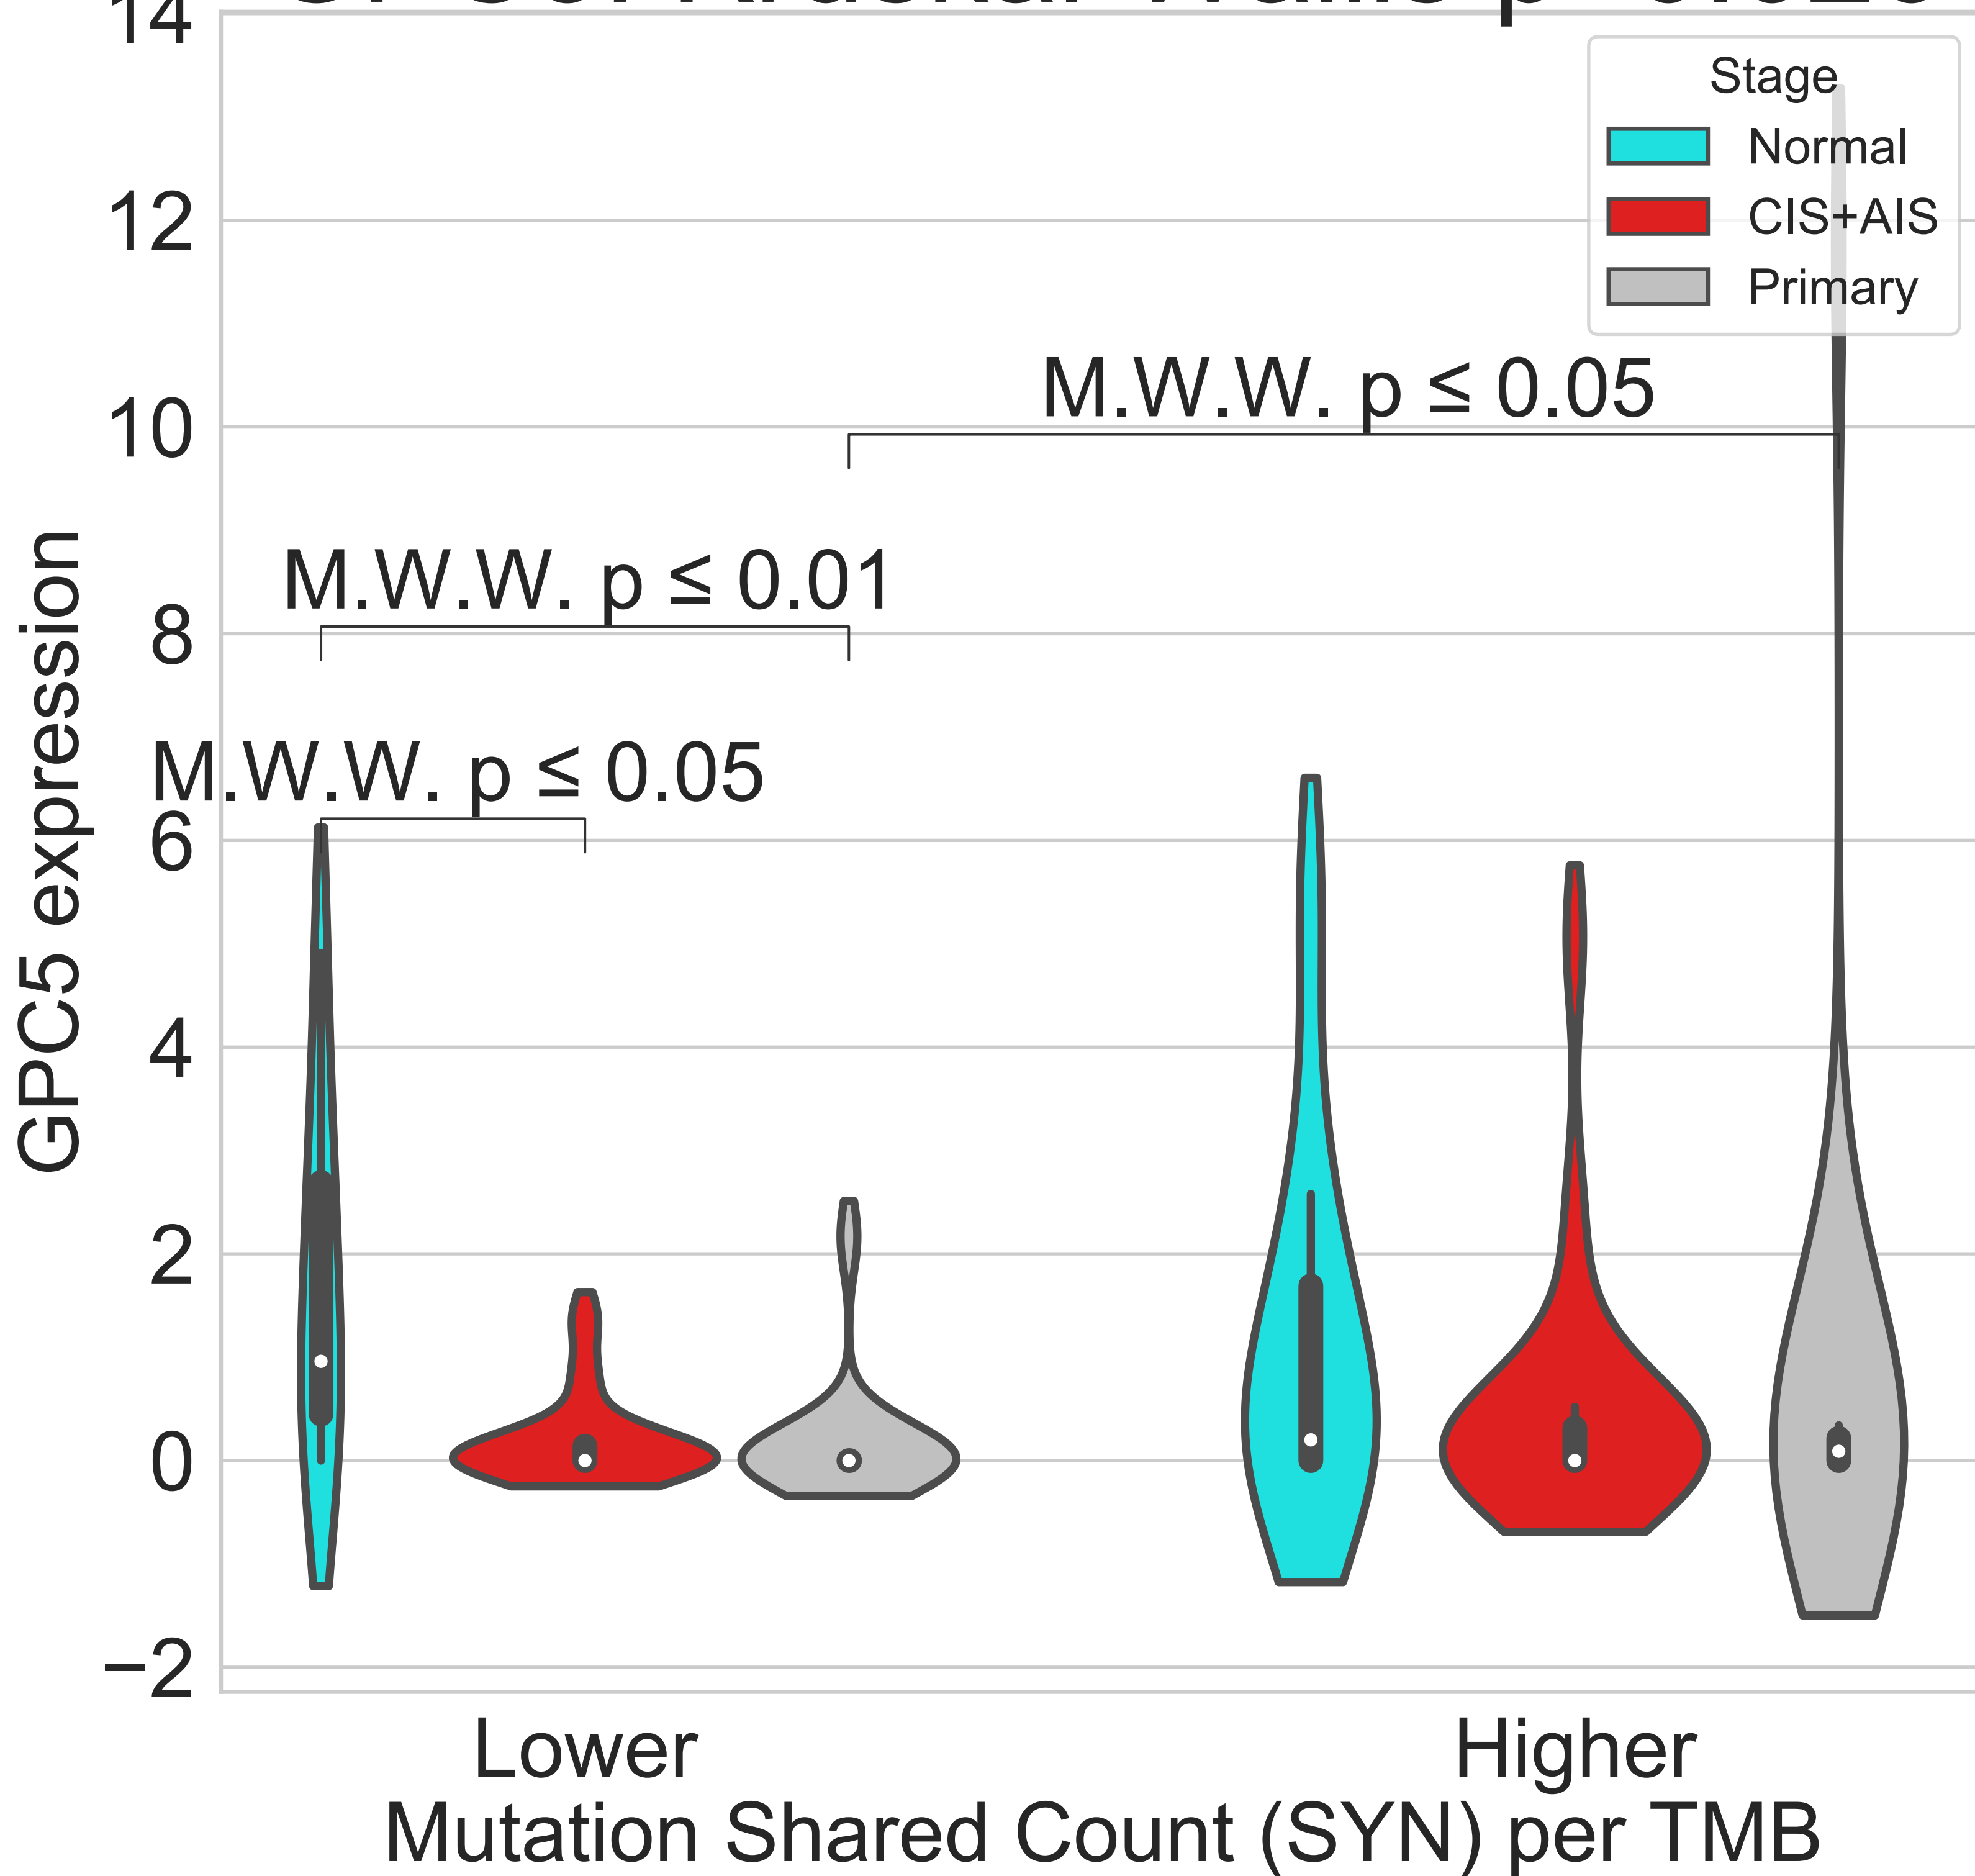 14
Stage
Normal
12
CIS+AIS
Primary
M.W.W. p ≤ 0.05
10
M.W.W. p ≤ 0.01
8
M.W.W. p ≤ 0.05
6
GPC5 expression
4
2
0
−2
Lower Higher
Mutation Shared Count (SYN) per TMB